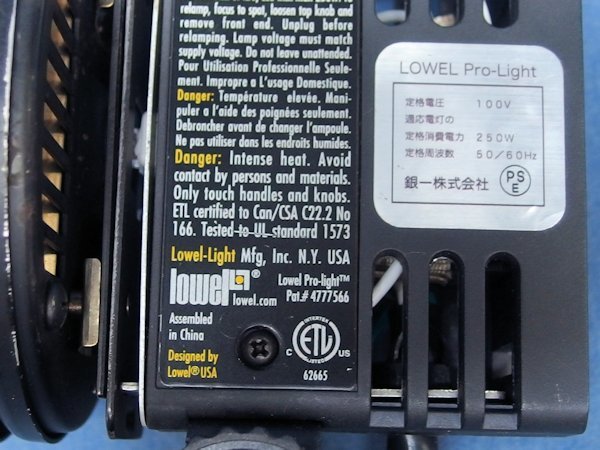 relamp, focus to spot, loosen top knob and
remove front end. Unplug before
relamping. Lamp voltage must match
supply voltage. Do not leave unattended.
Pour Utilisation Professionelle Seule-
ment. Impropre a L'usage Domestique.
Danger: Température élevée. Mani-
puler a l'aide des poignées seulement.
Debrancher avant de changer l'ampoule.
Ne pas utiliser dans les endroits humides.
Danger: Intense heat. Avoid
contact by persons and materials.
Only touch handles and knobs.
ETL certified to Can/CSA C22.2 No
166. Tested to UL standard 1573
Lowel-Light Mfg, Inc. N.Y. USA
lowel®
lowel.com
Lowel Pro-light™
Pat.# 4777566
Assembled
in China
Designed by
Lowel® USA
INTERTEK
ETL
LISTED
C US
62665
LOWEL Pro-Light
定格電圧 100V
適応電灯の
定格消費電力 250W
定格周波数 50/60Hz
銀一株式会社
PS
E